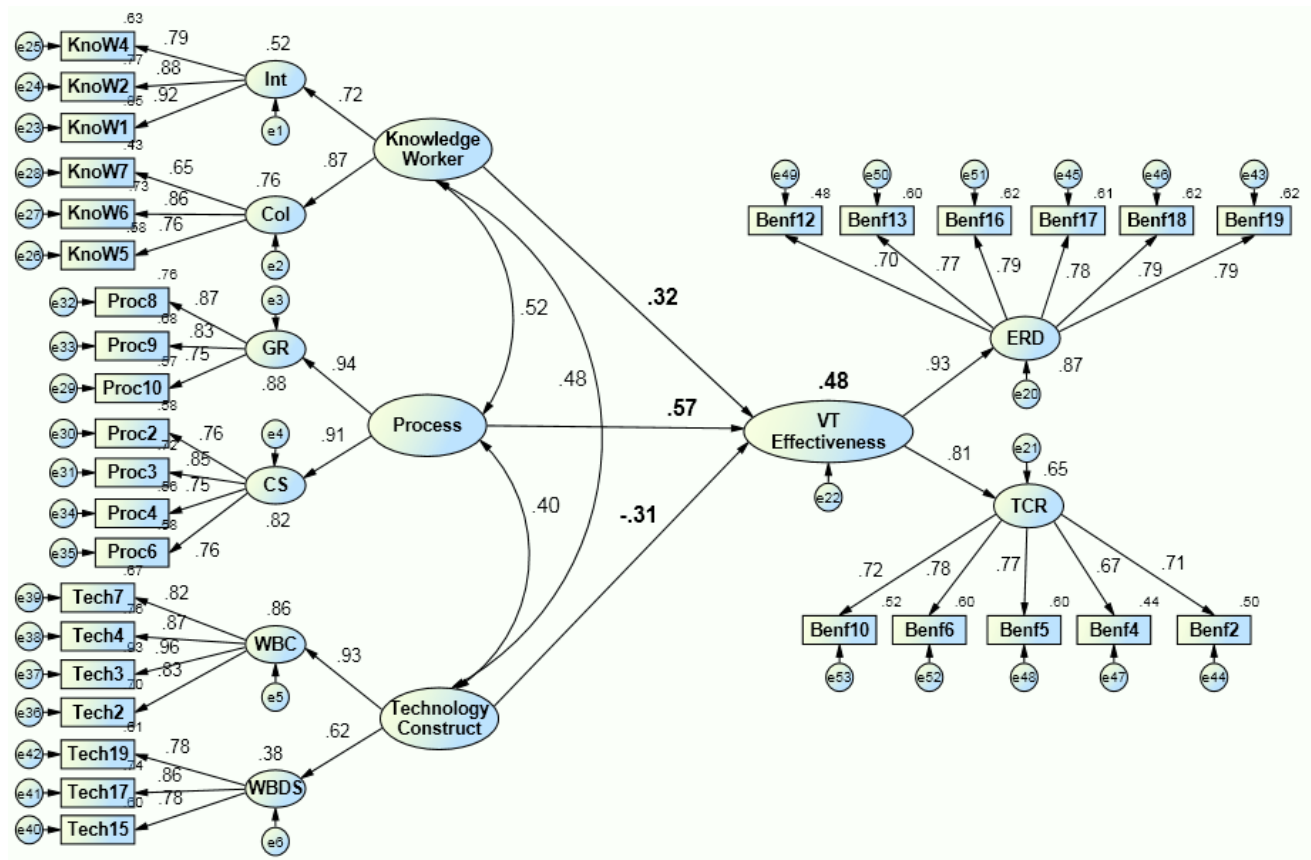 .63
e25 KnoW4 .79
.77
e24 KnoW2 .88
.85
e23 KnoW1 .92
.52
Int
e1
.72
.43
e28 KnoW7 .65
.73
e27 KnoW6 .86
.58
e26 KnoW5 .76
.76
Col
e2
.87
Knowledge
Worker
.76
e32 Proc8 .87
.68
e33 Proc9 .83
.57
e29 Proc10 .75
e3
GR
.88
.94
.58
e30 Proc2 .76
.72
e31 Proc3 .85
.56
e34 Proc4 .75
.58
e35 Proc6 .76
e4
CS
.82
.91
Process
.67
e39 Tech7 .82
.76
e38 Tech4 .87
.93
e37 Tech3 .96
.70
e36 Tech2 .83
.86
WBC
e5
.93
.61
e42 Tech19 .78
.74
e41 Tech17 .86
.60
e40 Tech15 .78
.38
WBDS
e6
.62
Technology
Construct
.52
.48
.40
.32
.57
-.31
.48
VT
Effectiveness
e22
.93
.81
e49 e50 e51 e45 e46 e43
.48 .60 .62 .61 .62 .62
Benf12 Benf13 Benf16 Benf17 Benf18 Benf19
.70 .77 .79 .78 .79 .79
ERD
.87
e20
e21
.65
TCR
.72 .78 .77 .67 .71
.52 .60 .60 .44 .50
Benf10 Benf6 Benf5 Benf4 Benf2
e53 e52 e48 e47 e44